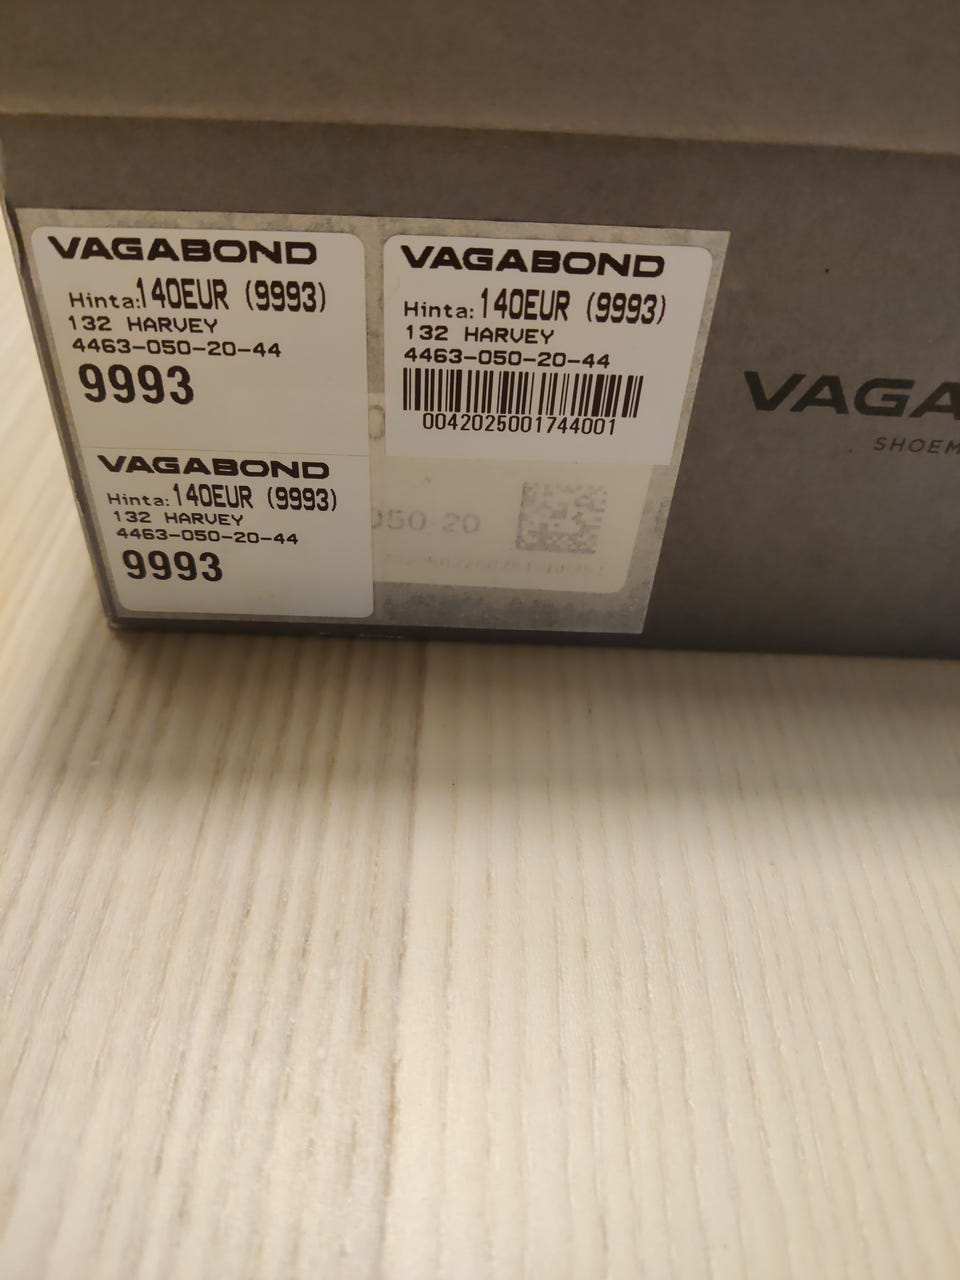 VAGABOND
Hinta:140EUR (9993)
132 HARVEY
4463-050-20-44
9993
VAGABOND
Hinta:140EUR (9993)
132 HARVEY
4463-050-20-44
0042025001744001
VAGABOND
Hinta:140EUR (9993)
132 HARVEY
4463-050-20-44
9993
050-20
VAGA
SHOEM